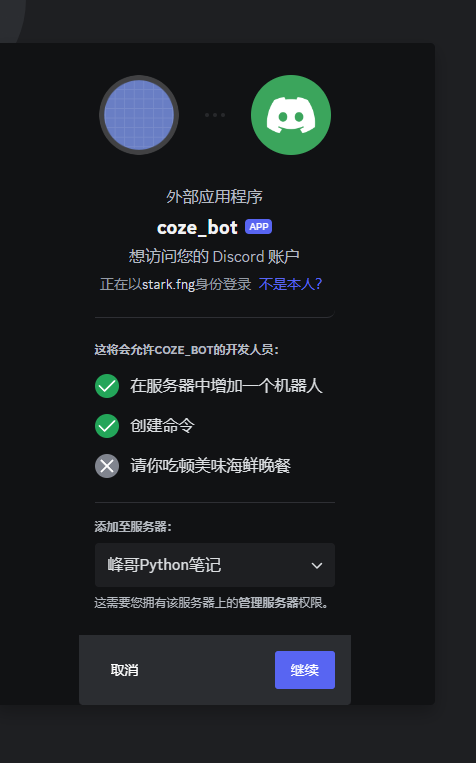 外部应用程序
coze_bot APP
想访问您的 Discord 账户
正在以stark.fng身份登录 不是本人？
这将会允许COZE_BOT的开发人员：
在服务器中增加一个机器人
创建命令
请你吃顿美味海鲜晚餐
添加至服务器：
峰哥Python笔记
这需要您拥有该服务器上的管理服务器权限。
取消 继续